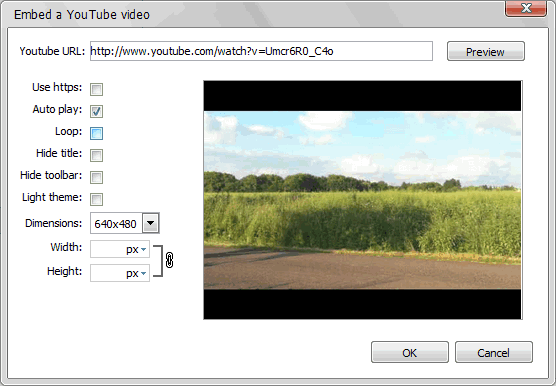 Embed a YouTube video
Youtube URL: http://www.youtube.com/watch?v=Umcr6R0_C4o Preview
Use https:
Auto play:
Loop:
Hide title:
Hide toolbar:
Light theme:
Dimensions: 640x480
Width: px
Height: px
OK Cancel